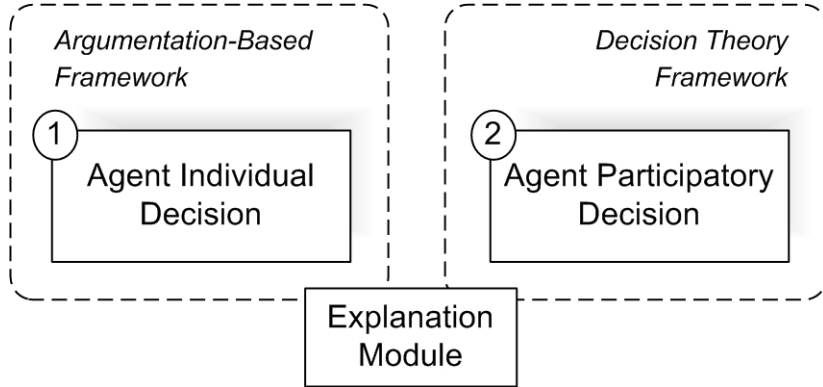 Argumentation-Based
Framework
1
Agent Individual
Decision
Decision Theory
Framework
2
Agent Participatory
Decision
Explanation
Module